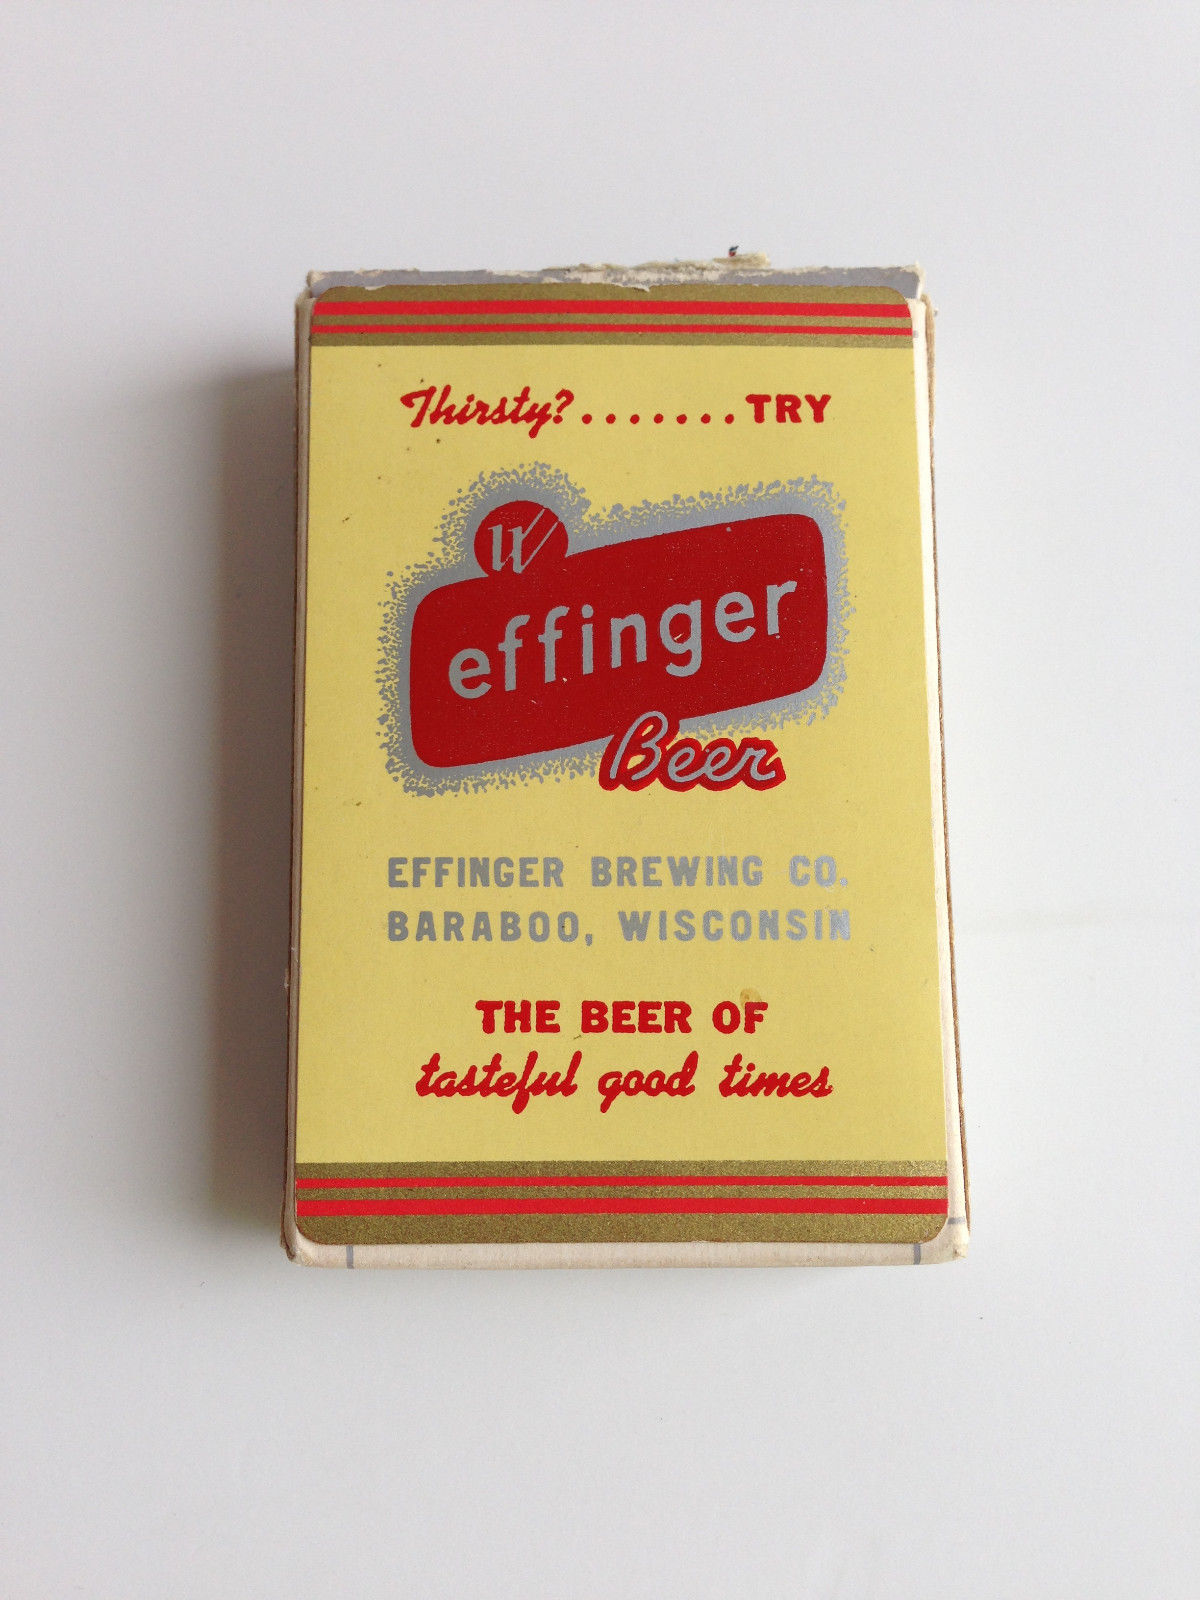 Thirsty?.......TRY
W
effinger
Beer
EFFINGER BREWING CO.
BARABOO, WISCONSIN
THE BEER OF
tasteful good times